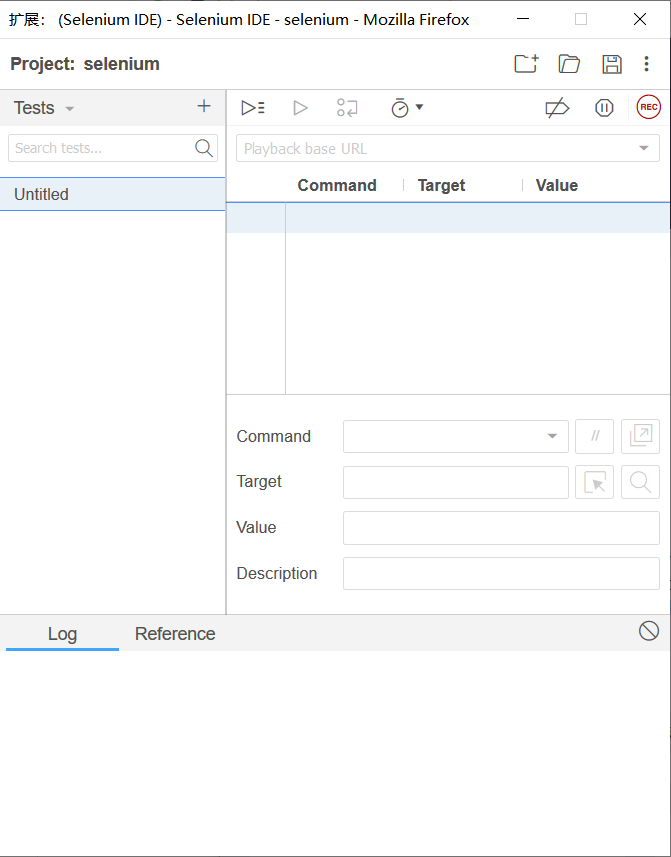 扩展： (Selenium IDE) - Selenium IDE - selenium - Mozilla Firefox
Project: selenium
Tests
REC
Search tests...
Playback base URL
Command Target Value
Untitled
Command
//
Target
Value
Description
Log Reference